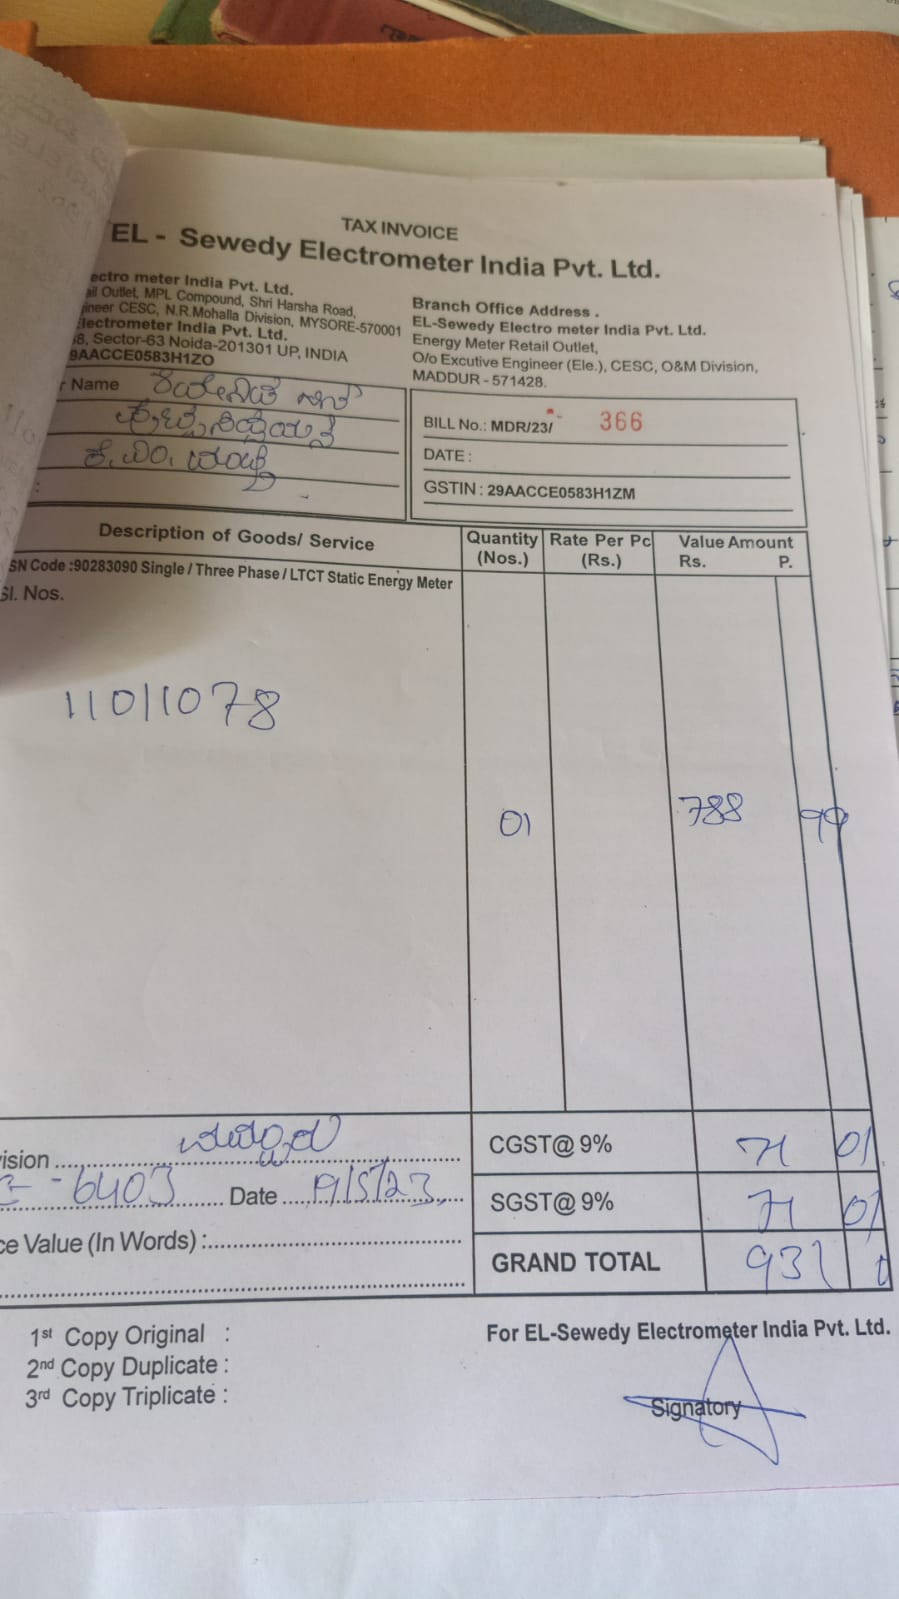 TAX INVOICE
EL - Sewedy Electrometer India Pvt. Ltd.
ectro meter India Pvt. Ltd.
ail Outlet, MPL Compound, Shri Harsha Road,
ineer CESC, N.R.Mohalla Division, MYSORE-570001
lectrometer India Pvt. Ltd.
8, Sector-63 Noida-201301 UP, INDIA
9AACCE0583H1ZO
Branch Office Address .
EL-Sewedy Electro meter India Pvt. Ltd.
Energy Meter Retail Outlet,
O/o Excutive Engineer (Ele.), CESC, O&M Division,
MADDUR - 571428.
r Name
:
BILL No.: MDR/23/ 366
DATE :
GSTIN : 29AACCE0583H1ZM
Description of Goods/ Service Quantity (Nos.) Rate Per Pc (Rs.) Value Amount Rs. P.
SN Code :90283090 Single / Three Phase / LTCT Static Energy Meter
Sl. Nos.
11011078
01 788 99
ision
CGST@ 9% 71 01
-6403 Date 19/5/23
SGST@ 9% 71 01
ce Value (In Words) :
GRAND TOTAL 931
1st Copy Original :
2nd Copy Duplicate :
3rd Copy Triplicate :
For EL-Sewedy Electrometer India Pvt. Ltd.
Signatory